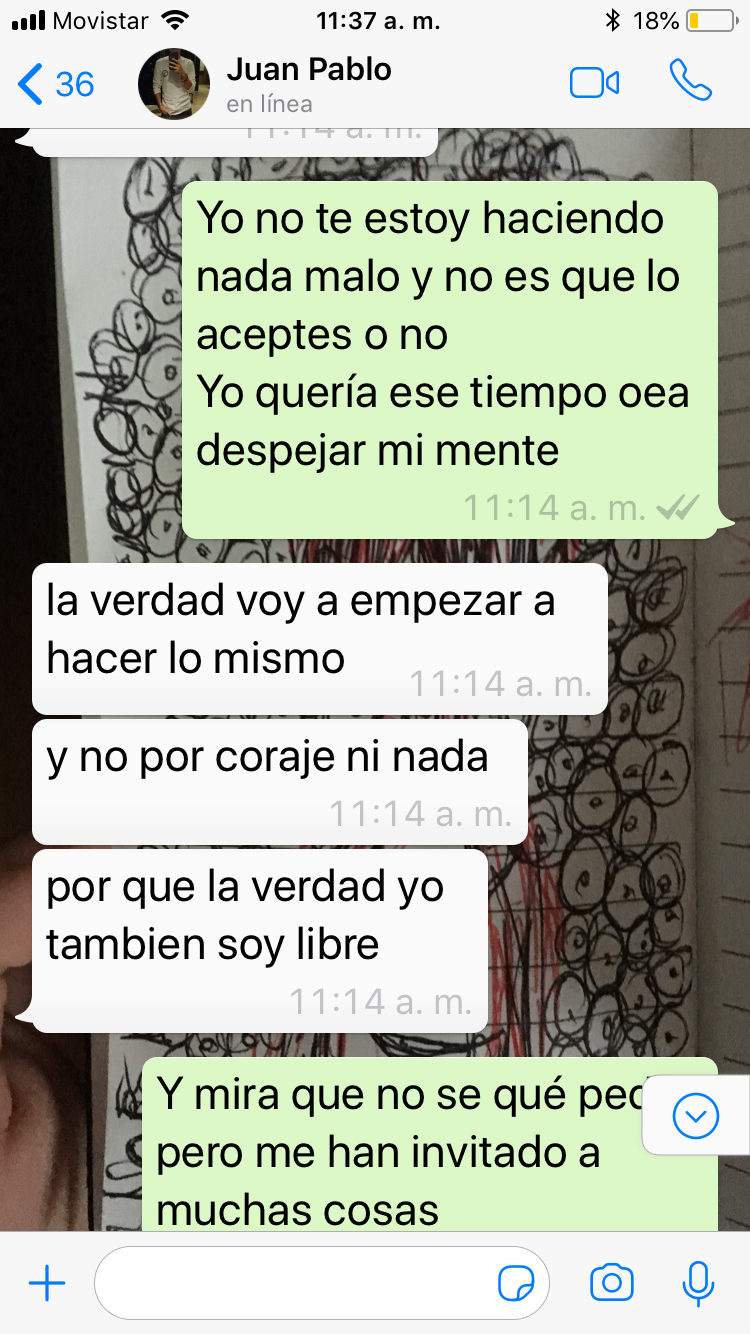 Movistar 11:37 a. m. 18%
36 Juan Pablo
en línea
11:14 a. m.
Yo no te estoy haciendo
nada malo y no es que lo
aceptes o no
Yo quería ese tiempo oea
despejar mi mente
11:14 a. m.
la verdad voy a empezar a
hacer lo mismo
11:14 a. m.
y no por coraje ni nada
11:14 a. m.
por que la verdad yo
tambien soy libre
11:14 a. m.
Y mira que no se qué
pero me han invitado a
muchas cosas